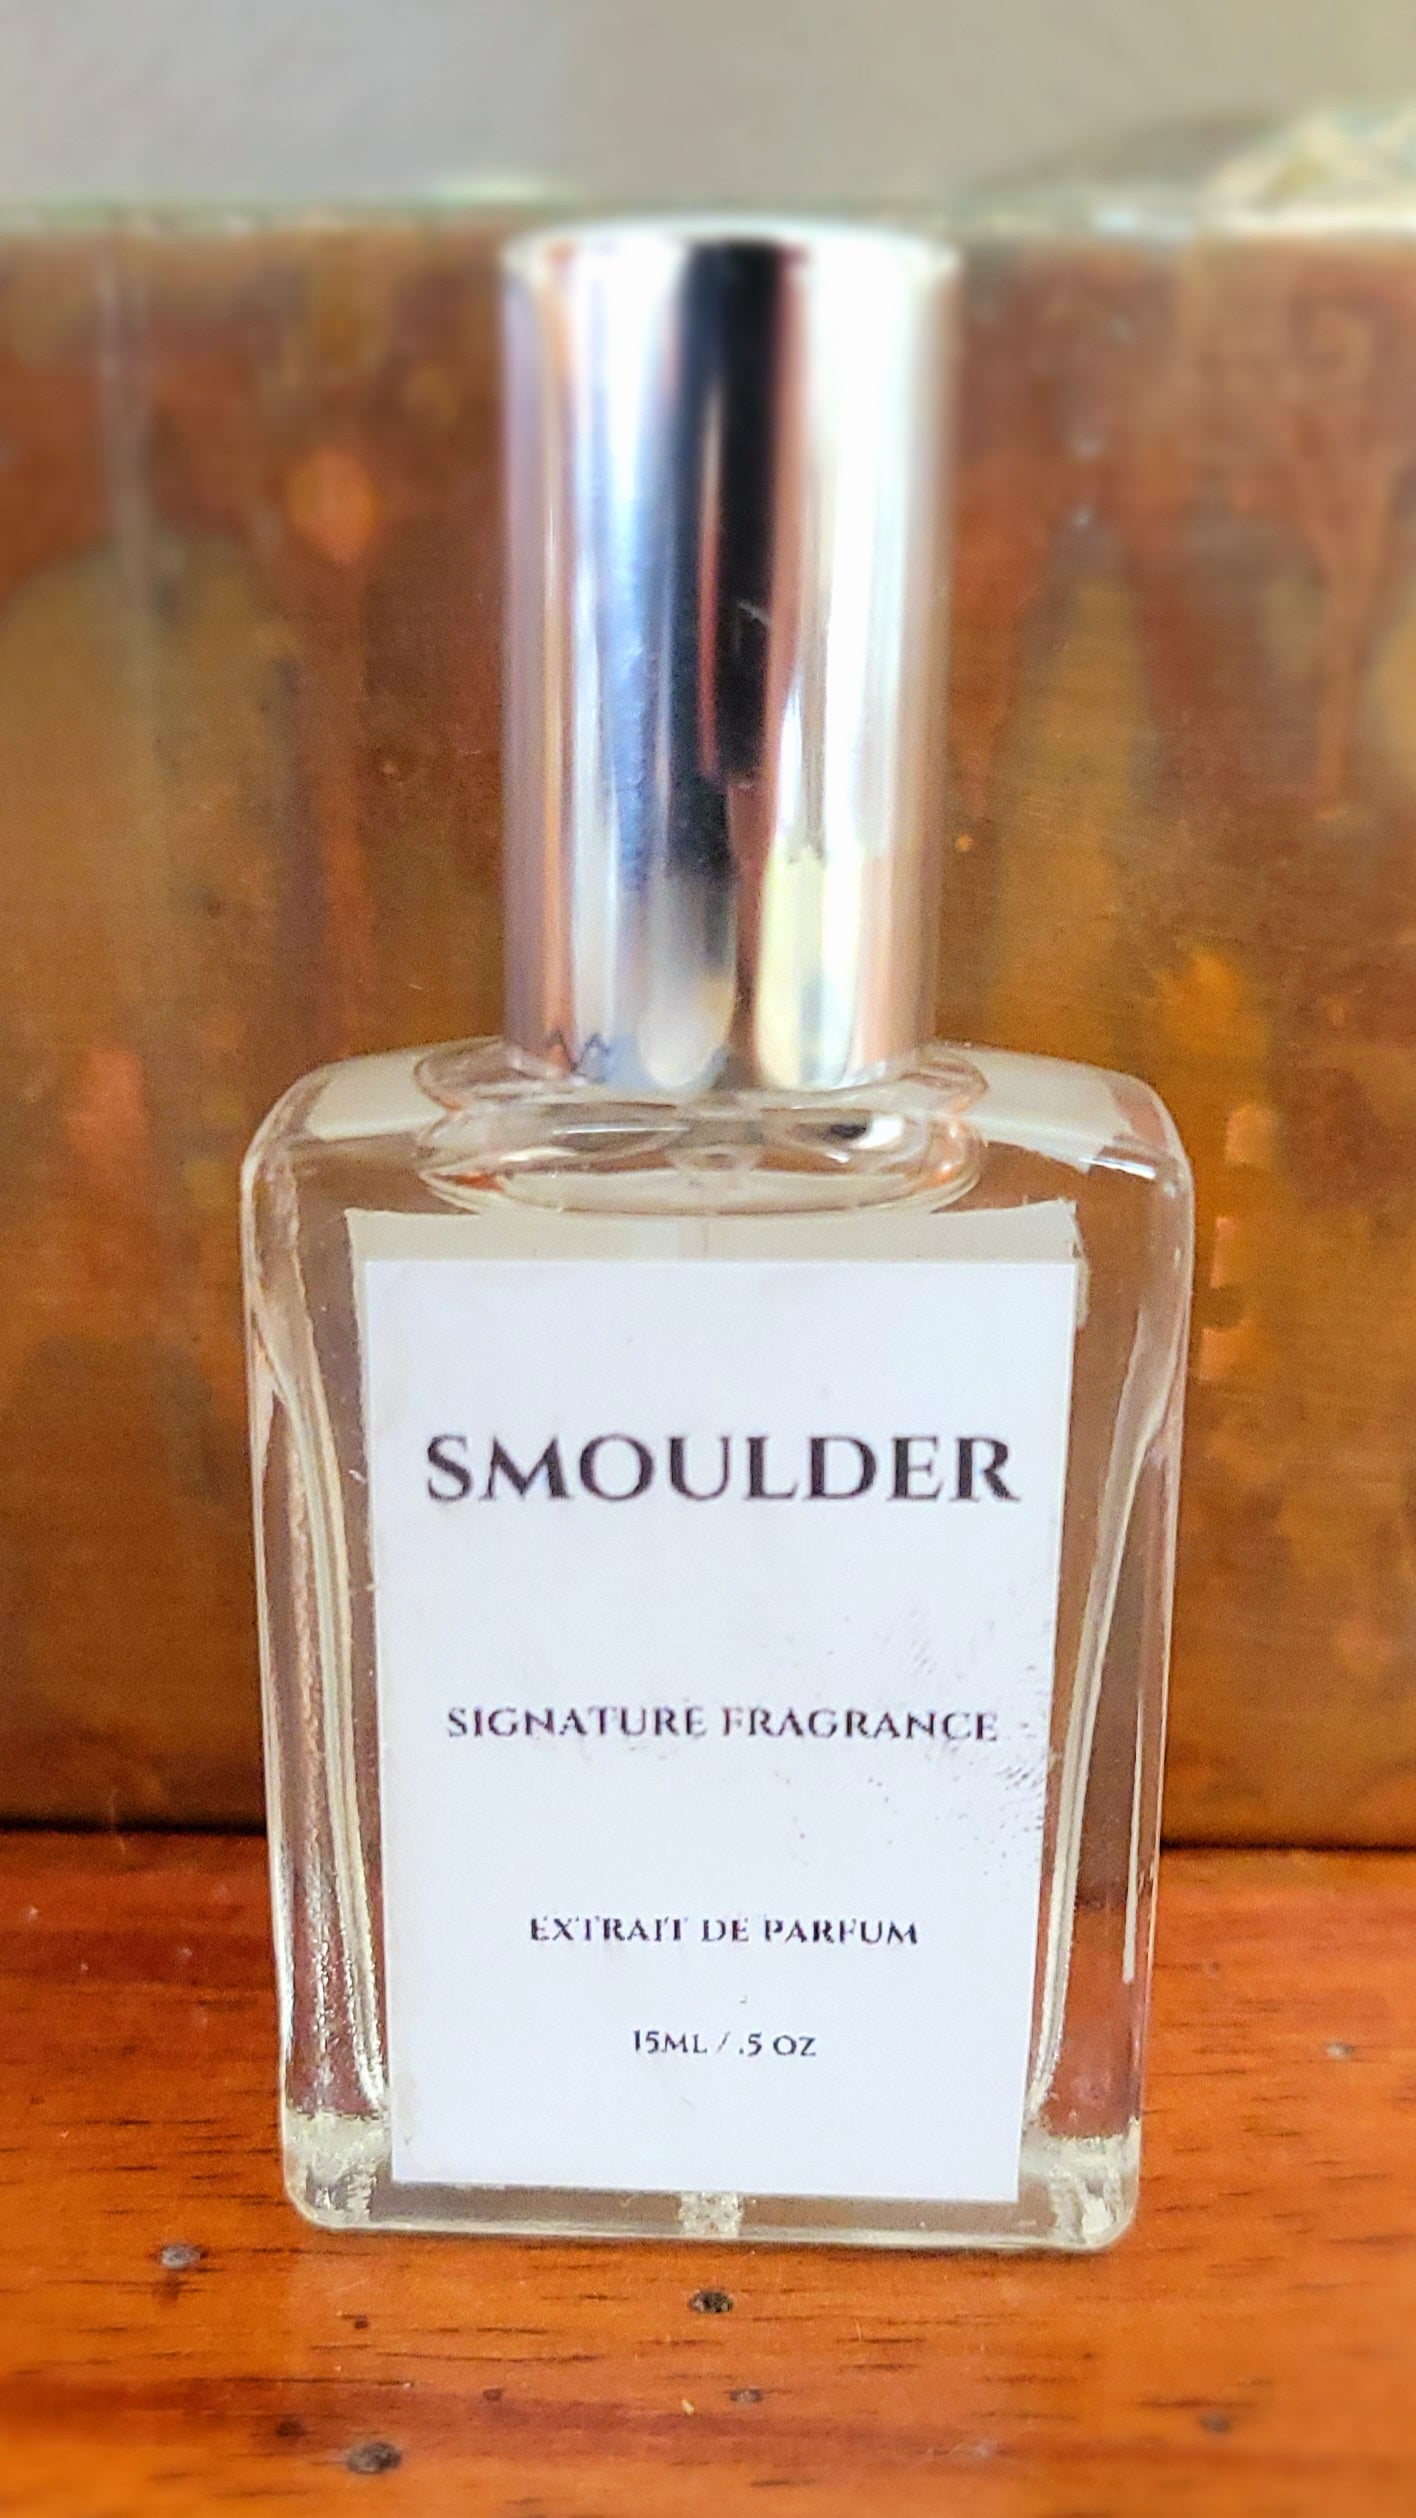 SMOULDER
SIGNATURE FRAGRANCE
EXTRAIT DE PARFUM
15ML / .5 OZ